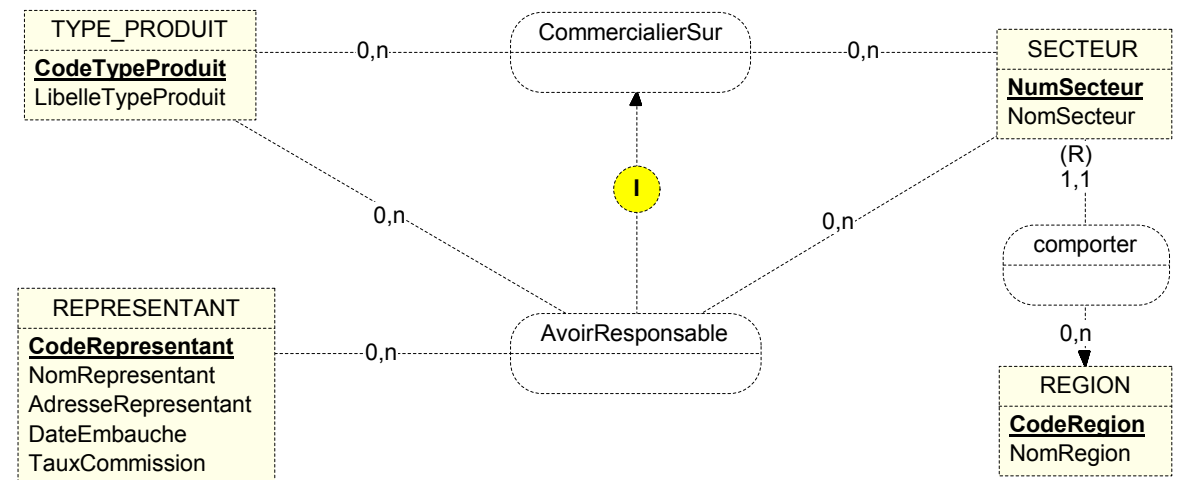 TYPE_PRODUIT
CodeTypeProduit
LibelleTypeProduit
0,n
CommercialierSur
0,n
SECTEUR
NumSecteur
NomSecteur
(R)
1,1
I
0,n
0,n
comporter
REPRESENTANT
CodeRepresentant
NomRepresentant
AdresseRepresentant
DateEmbauche
TauxCommission
0,n
AvoirResponsable
0,n
REGION
CodeRegion
NomRegion